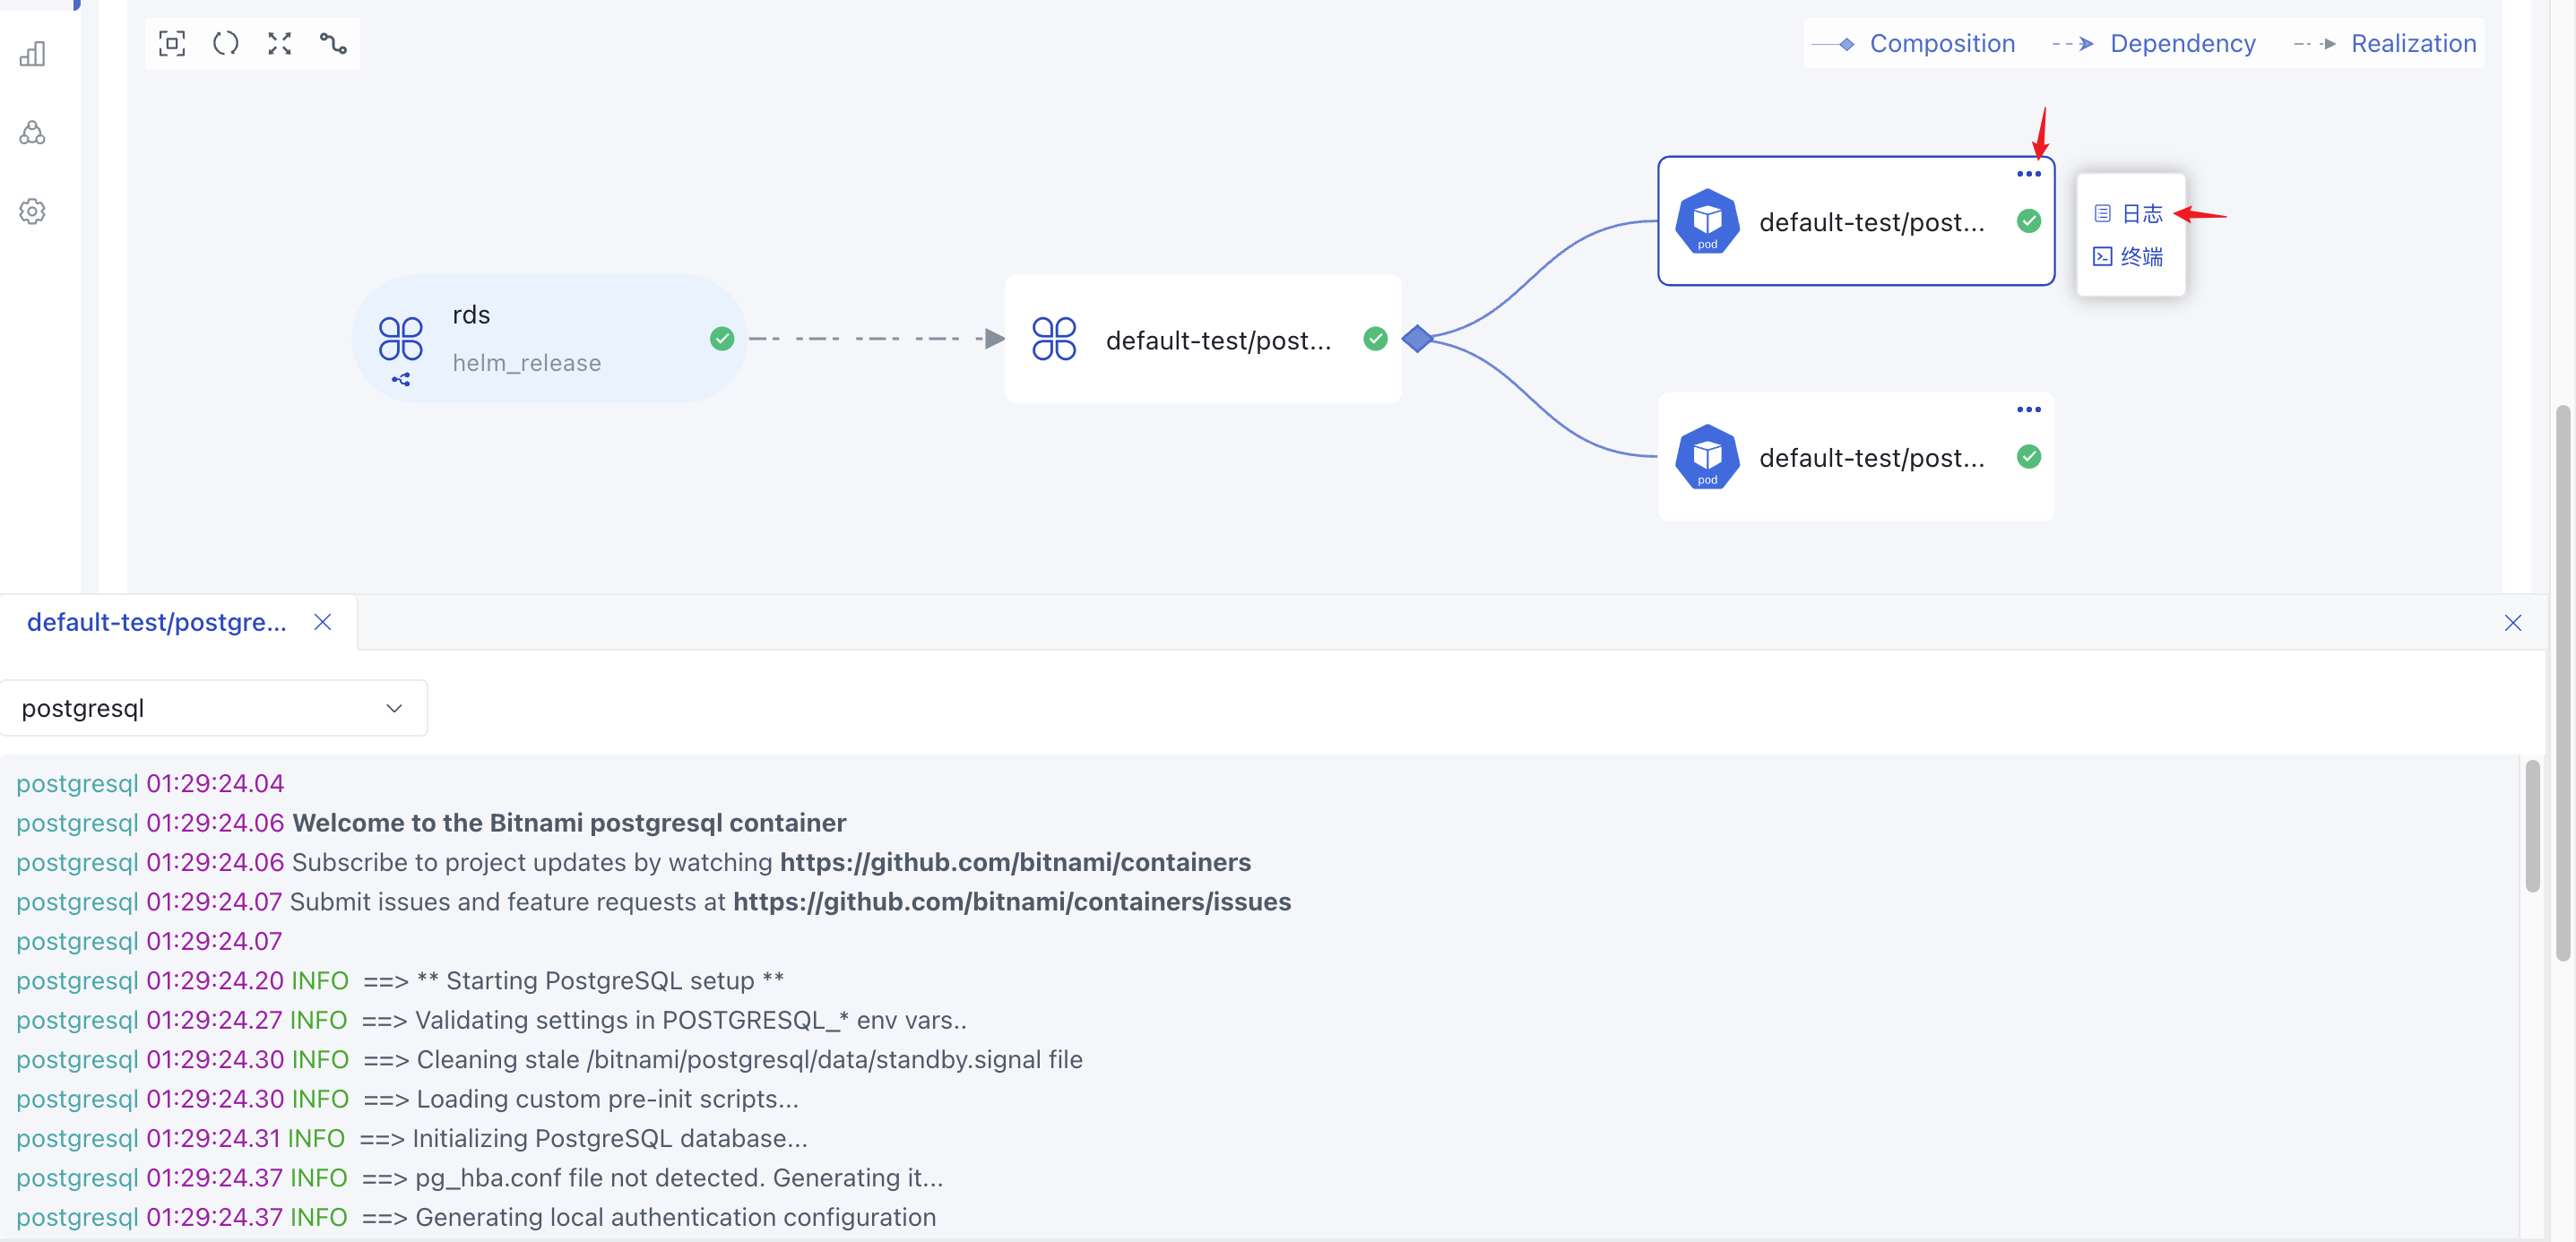 Composition Dependency Realization
default-test/post...
pod
日志
终端
rds
helm_release
default-test/post...
default-test/post...
pod
default-test/postgre...
postgresql
postgresql 01:29:24.04
postgresql 01:29:24.06 Welcome to the Bitnami postgresql container
postgresql 01:29:24.06 Subscribe to project updates by watching https://github.com/bitnami/containers
postgresql 01:29:24.07 Submit issues and feature requests at https://github.com/bitnami/containers/issues
postgresql 01:29:24.07
postgresql 01:29:24.20 INFO ==> ** Starting PostgreSQL setup **
postgresql 01:29:24.27 INFO ==> Validating settings in POSTGRESQL_* env vars..
postgresql 01:29:24.30 INFO ==> Cleaning stale /bitnami/postgresql/data/standby.signal file
postgresql 01:29:24.30 INFO ==> Loading custom pre-init scripts...
postgresql 01:29:24.31 INFO ==> Initializing PostgreSQL database...
postgresql 01:29:24.37 INFO ==> pg_hba.conf file not detected. Generating it...
postgresql 01:29:24.37 INFO ==> Generating local authentication configuration